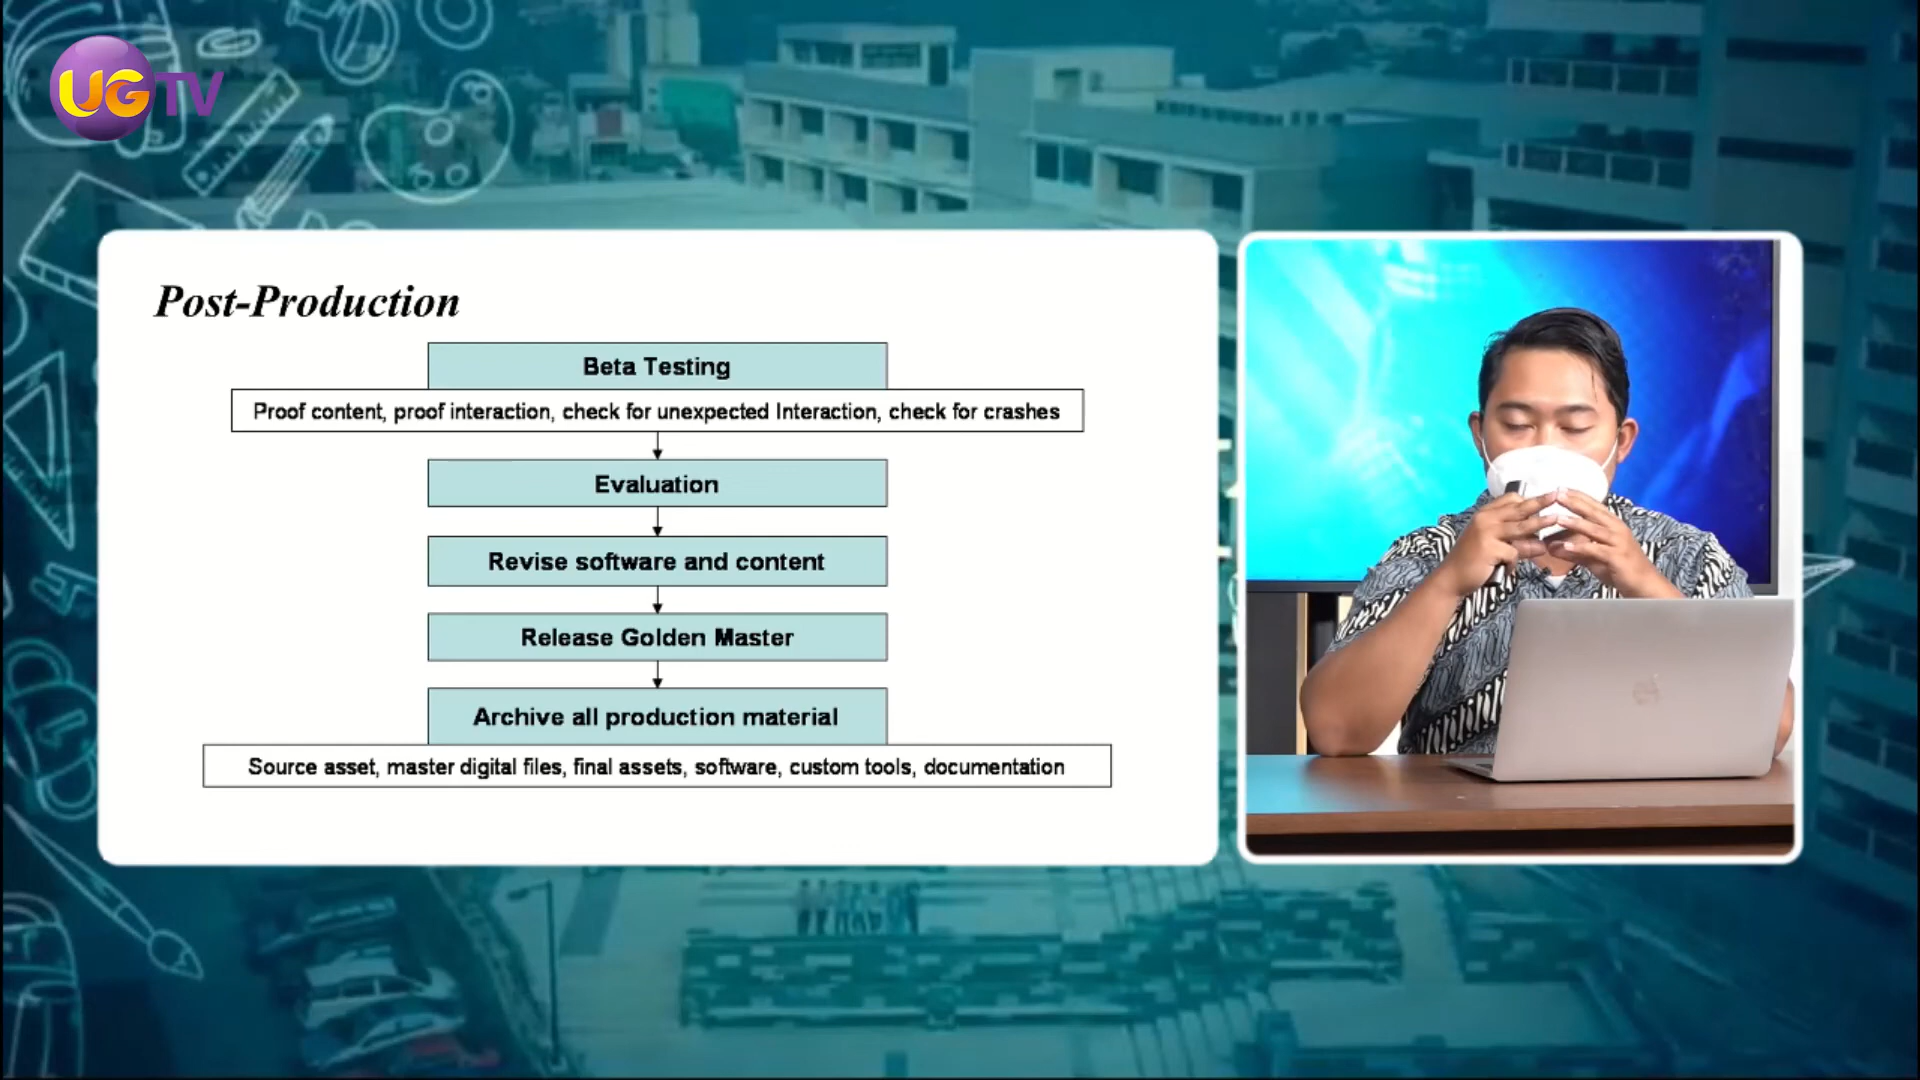 UGTV
Post-Production
Beta Testing
Proof content, proof interaction, check for unexpected Interaction, check for crashes
Evaluation
Revise software and content
Release Golden Master
Archive all production material
Source asset, master digital files, final assets, software, custom tools, documentation